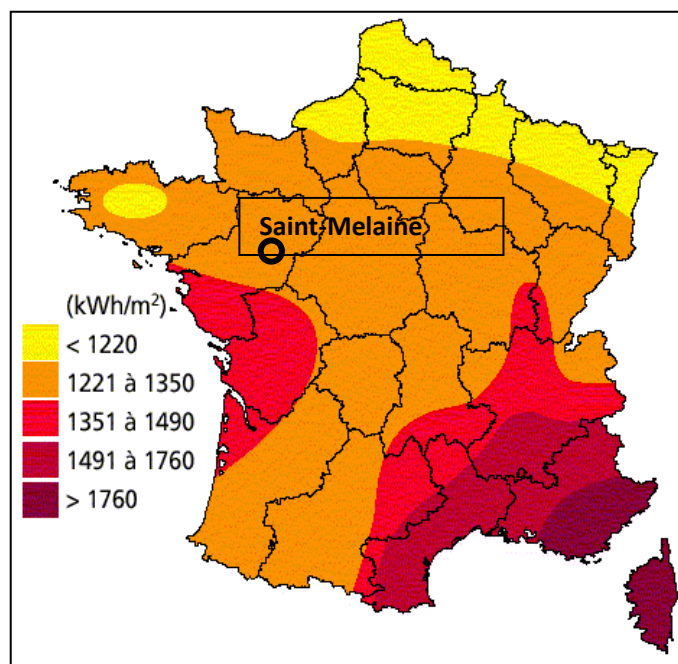 Saint-Melaine
(kWh/m²)
< 1220
1221 à 1350
1351 à 1490
1491 à 1760
> 1760